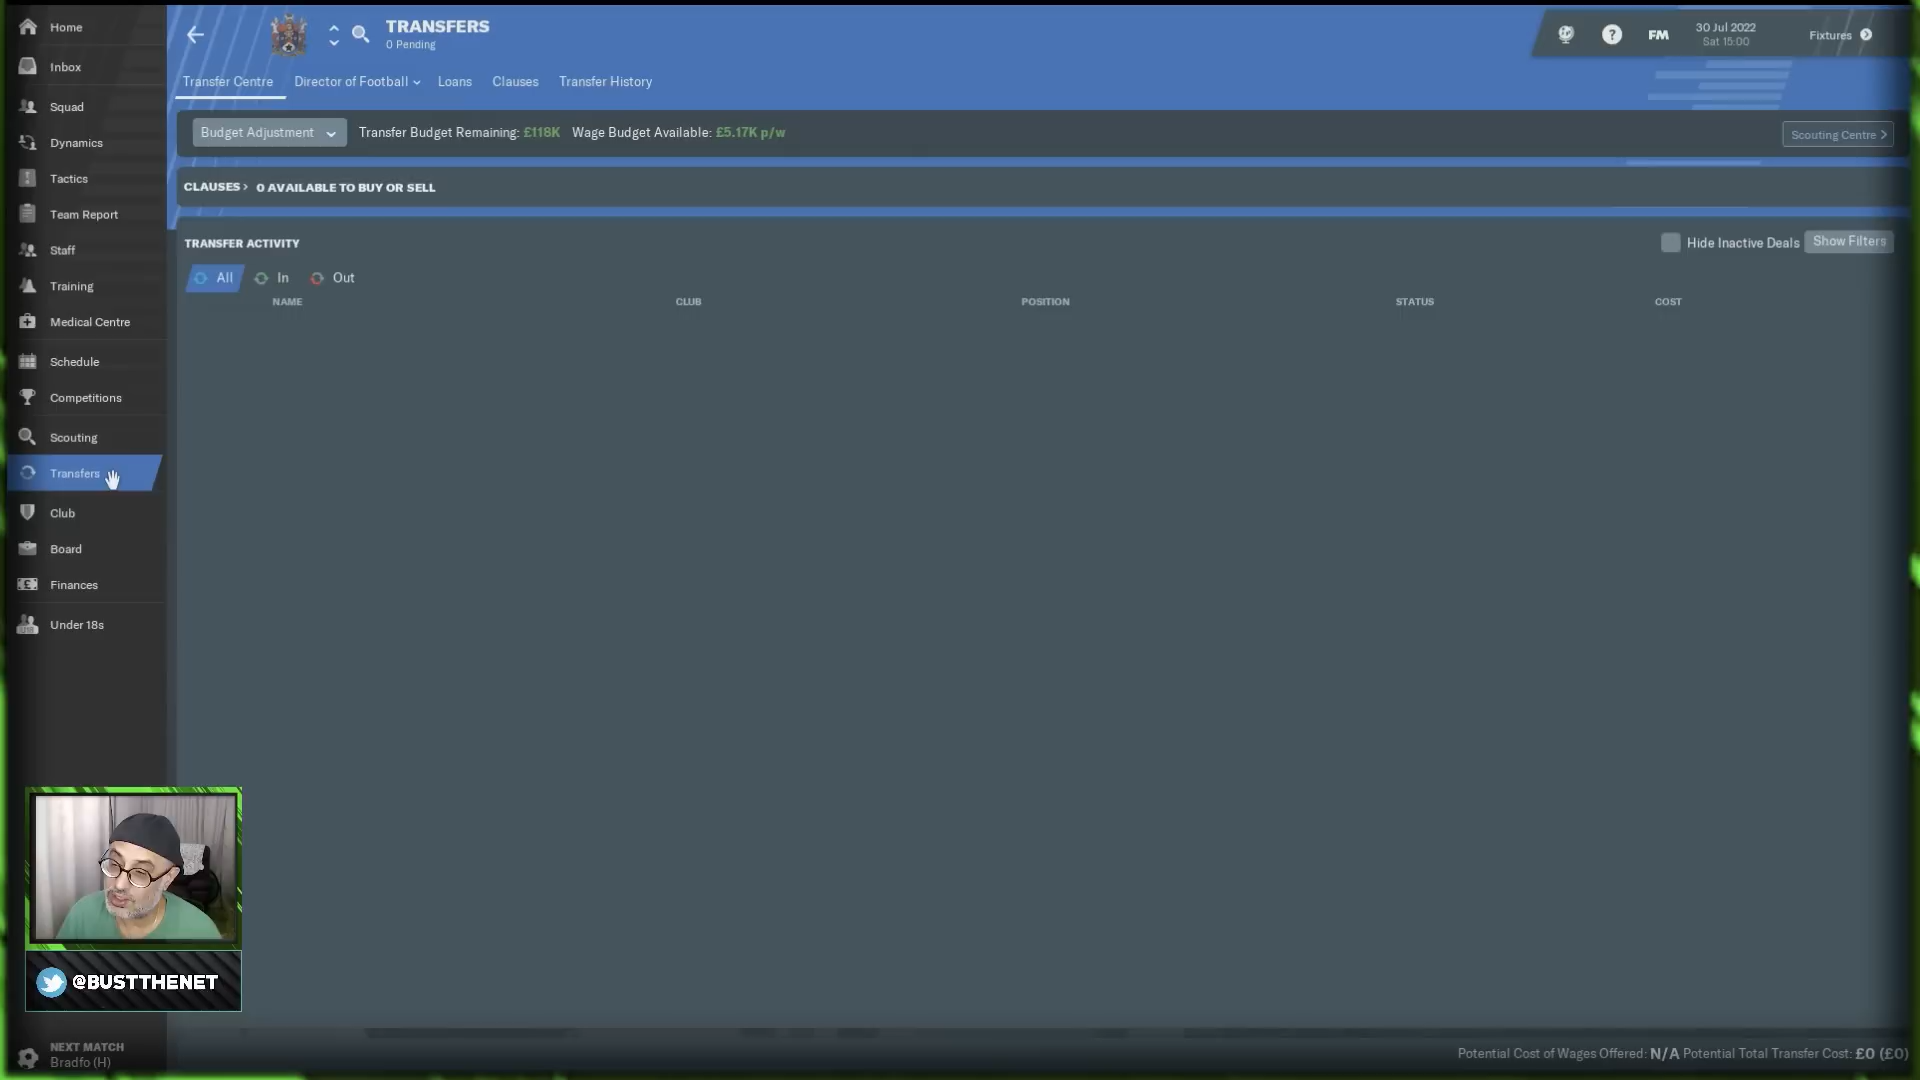 Home
Inbox
Squad
Dynamics
Tactics
Team Report
Staff
Training
Medical Centre
Schedule
Competitions
Scouting
Transfers
Club
Board
Finances
Under 18s
TRANSFERS
0 Pending
FM
30 Jul 2022
Sat 15:00
Fixtures
Transfer Centre Director of Football Loans Clauses Transfer History
Budget Adjustment Transfer Budget Remaining: £118K Wage Budget Available: £5.17K p/w Scouting Centre >
CLAUSES > 0 AVAILABLE TO BUY OR SELL
TRANSFER ACTIVITY Hide Inactive Deals Show Filters
All In Out
NAME CLUB POSITION STATUS COST
@BUSTTHENET
NEXT MATCH
Bradfo (H)
Potential Cost of Wages Offered: N/A Potential Total Transfer Cost: £0 (£0)